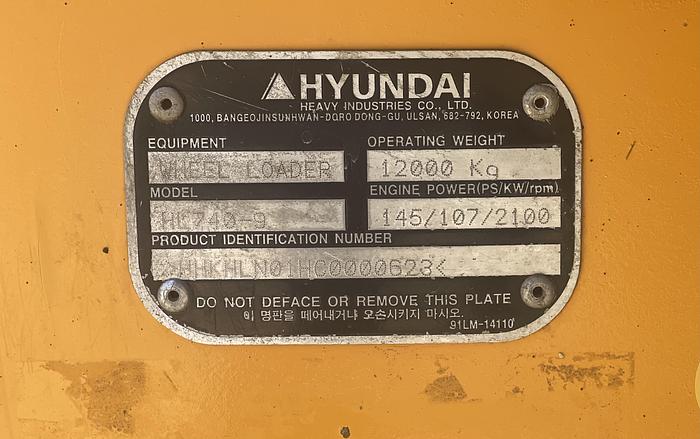 HYUNDAI
HEAVY INDUSTRIES CO., LTD.
1000, BANGEOJINSUNHWAN-DORO DONG-GU, ULSAN, 682-792, KOREA
EQUIPMENT
OPERATING WEIGHT
WHEEL LOADER
12000 Kg
MODEL
ENGINE POWER(PS/KW/rpm)
145/107/2100
PRODUCT IDENTIFICATION NUMBER
DO NOT DEFACE OR REMOVE THIS PLATE
이 명판을 떼어내거나 오손시키지 마시오.
91LM-14110